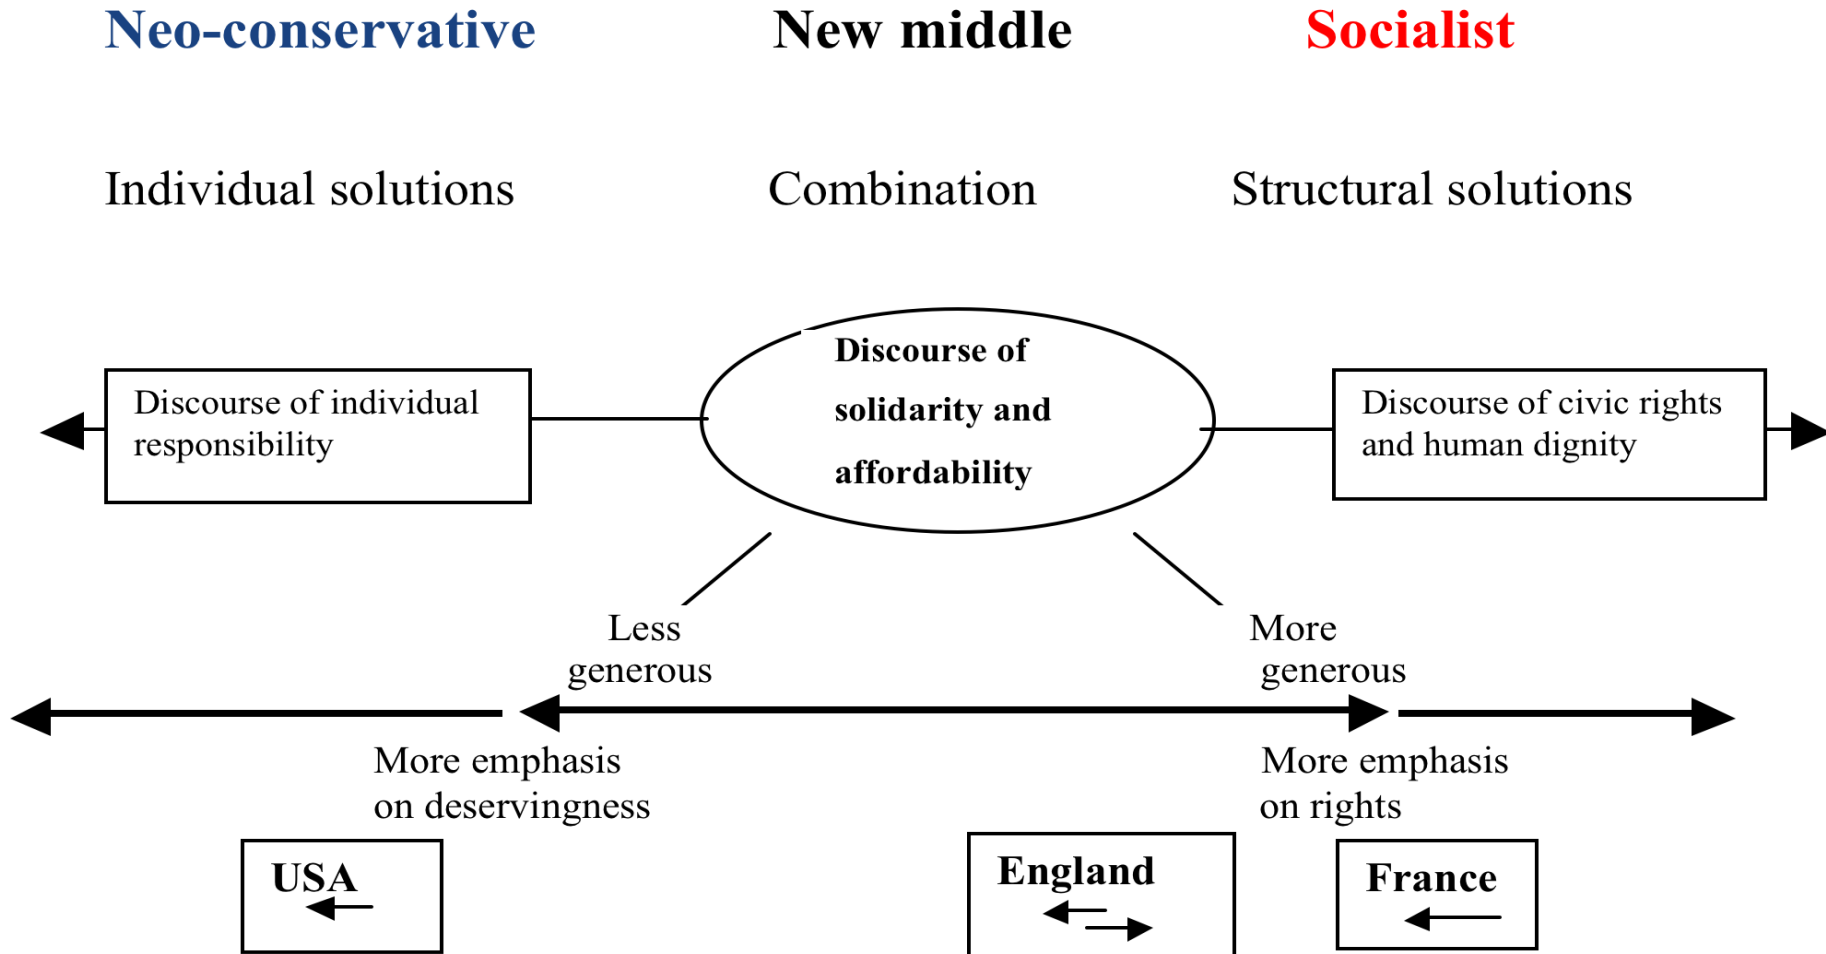 Neo-conservative New middle Socialist
Individual solutions Combination Structural solutions
Discourse of individual
responsibility
Discourse of
solidarity and
affordability
Discourse of civic rights
and human dignity
Less
generous
More
generous
More emphasis
on deservingness
More emphasis
on rights
USA
England
France